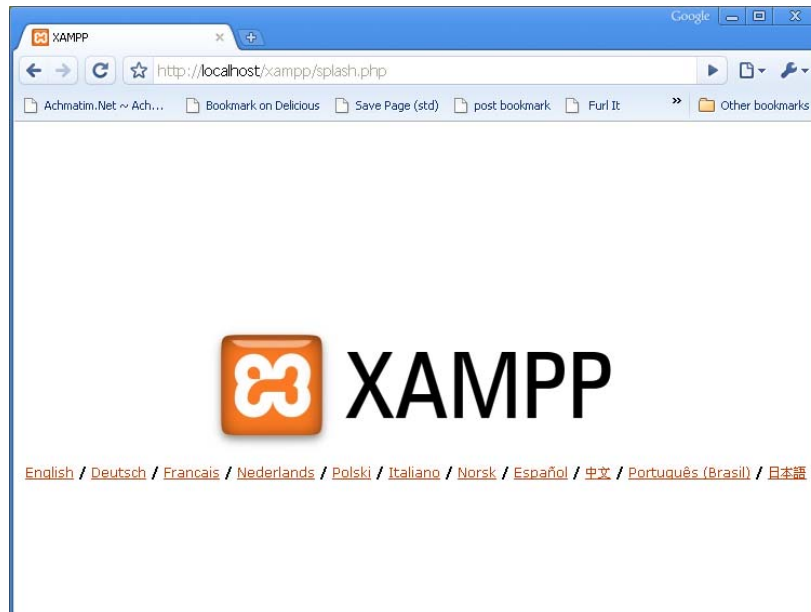 Google
XAMPP
http://localhost/xampp/splash.php
Achmatim.Net ~ Ach... Bookmark on Delicious Save Page (std) post bookmark Furl It » Other bookmarks
XAMPP
English / Deutsch / Francais / Nederlands / Polski / Italiano / Norsk / Español / 中文 / Português (Brasil) / 日本語